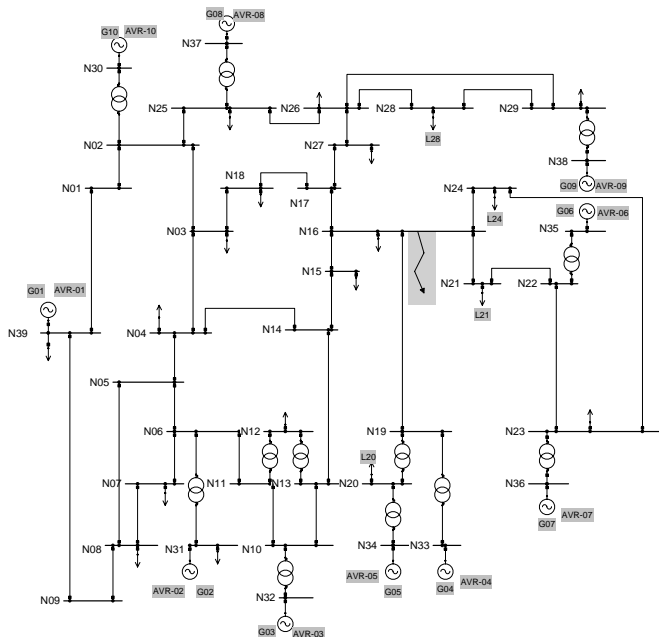 G10 AVR-10
G08 AVR-08
N37
N30
N25
N26
N28
N29
L28
N02
N27
N38
N01
N18
N17
N24
G09 AVR-09
L24
G06 AVR-06
N03
N16
N35
N15
N21
N22
G01 AVR-01
L21
N39
N04
N14
N05
N06
N12
N19
N23
L20
N07
N11
N13
N20
N36
G07 AVR-07
N08
N31
N10
N34
N33
AVR-02 G02
AVR-05 G05
G04 AVR-04
N09
N32
G03 AVR-03